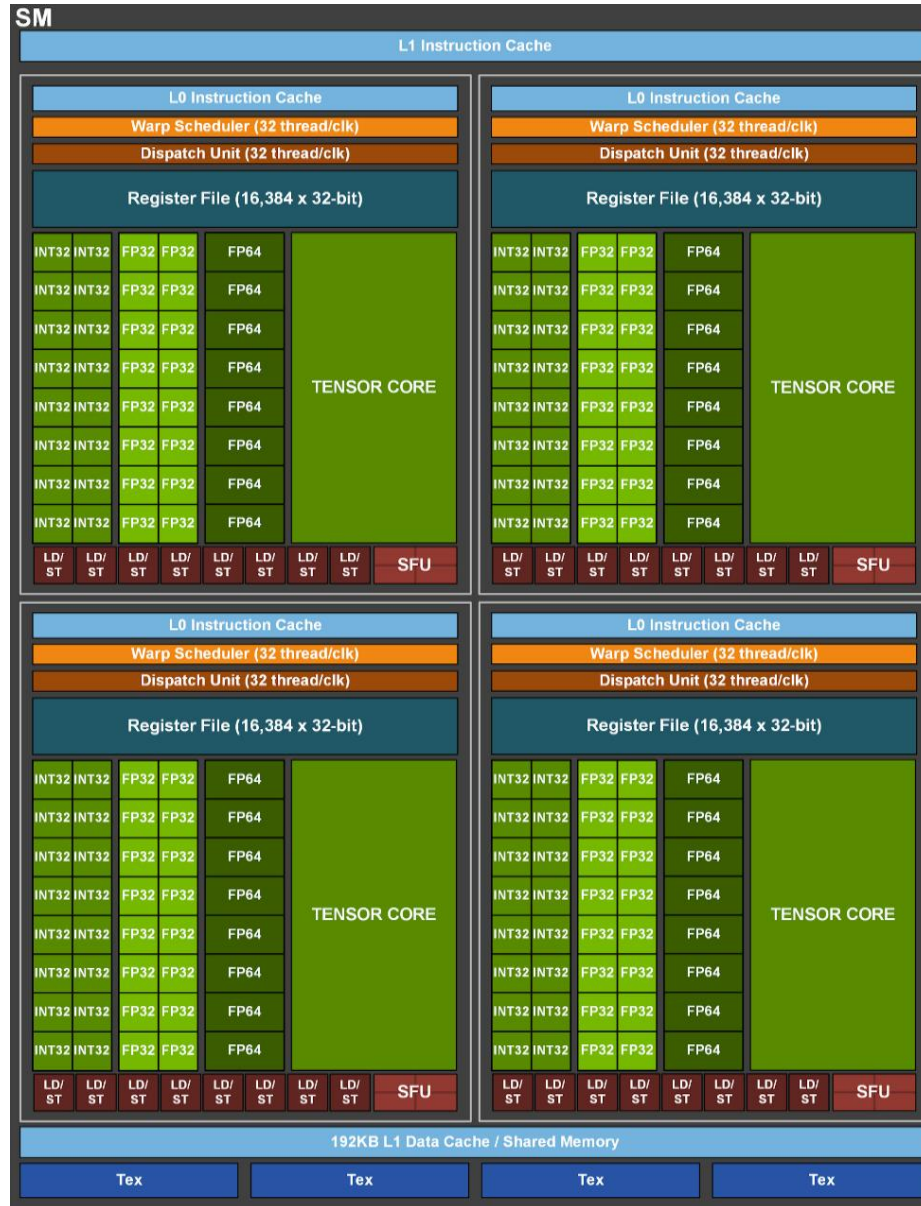 SM
L1 Instruction Cache
L0 Instruction Cache
Warp Scheduler (32 thread/clk)
Dispatch Unit (32 thread/clk)
Register File (16,384 x 32-bit)
INT32 INT32 FP32 FP32 FP64
INT32 INT32 FP32 FP32 FP64
INT32 INT32 FP32 FP32 FP64
INT32 INT32 FP32 FP32 FP64
TENSOR CORE
INT32 INT32 FP32 FP32 FP64
INT32 INT32 FP32 FP32 FP64
INT32 INT32 FP32 FP32 FP64
INT32 INT32 FP32 FP32 FP64
LD/ LD/ LD/ LD/ LD/ LD/ LD/ LD/
ST ST ST ST ST ST ST ST
SFU
L0 Instruction Cache
Warp Scheduler (32 thread/clk)
Dispatch Unit (32 thread/clk)
Register File (16,384 x 32-bit)
INT32 INT32 FP32 FP32 FP64
INT32 INT32 FP32 FP32 FP64
INT32 INT32 FP32 FP32 FP64
INT32 INT32 FP32 FP32 FP64
TENSOR CORE
INT32 INT32 FP32 FP32 FP64
INT32 INT32 FP32 FP32 FP64
INT32 INT32 FP32 FP32 FP64
INT32 INT32 FP32 FP32 FP64
LD/ LD/ LD/ LD/ LD/ LD/ LD/ LD/
ST ST ST ST ST ST ST ST
SFU
L0 Instruction Cache
Warp Scheduler (32 thread/clk)
Dispatch Unit (32 thread/clk)
Register File (16,384 x 32-bit)
INT32 INT32 FP32 FP32 FP64
INT32 INT32 FP32 FP32 FP64
INT32 INT32 FP32 FP32 FP64
INT32 INT32 FP32 FP32 FP64
TENSOR CORE
INT32 INT32 FP32 FP32 FP64
INT32 INT32 FP32 FP32 FP64
INT32 INT32 FP32 FP32 FP64
INT32 INT32 FP32 FP32 FP64
LD/ LD/ LD/ LD/ LD/ LD/ LD/ LD/
ST ST ST ST ST ST ST ST
SFU
L0 Instruction Cache
Warp Scheduler (32 thread/clk)
Dispatch Unit (32 thread/clk)
Register File (16,384 x 32-bit)
INT32 INT32 FP32 FP32 FP64
INT32 INT32 FP32 FP32 FP64
INT32 INT32 FP32 FP32 FP64
INT32 INT32 FP32 FP32 FP64
TENSOR CORE
INT32 INT32 FP32 FP32 FP64
INT32 INT32 FP32 FP32 FP64
INT32 INT32 FP32 FP32 FP64
INT32 INT32 FP32 FP32 FP64
LD/ LD/ LD/ LD/ LD/ LD/ LD/ LD/
ST ST ST ST ST ST ST ST
SFU
192KB L1 Data Cache / Shared Memory
Tex Tex Tex Tex